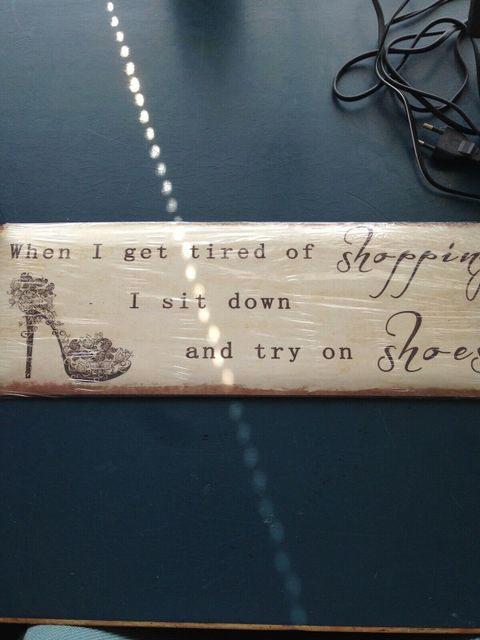 When I get tired of shoppin
I sit down
and try on shoes